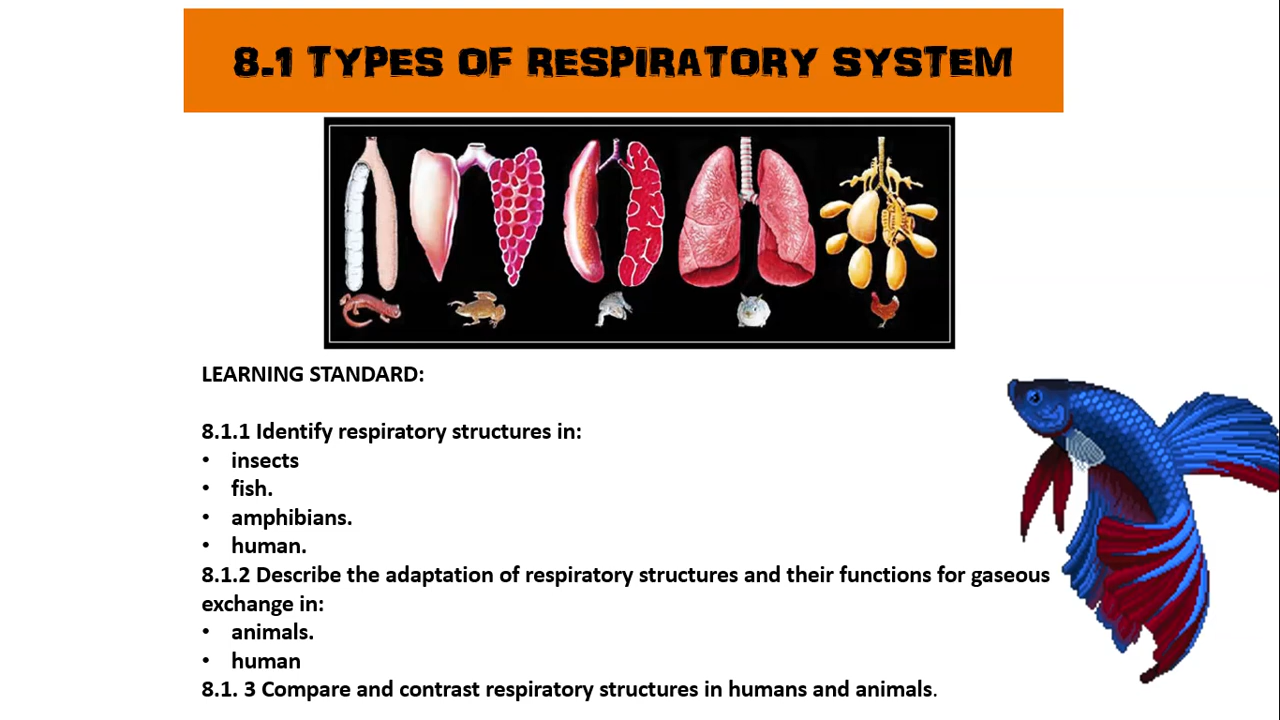 8.1 TYPES OF RESPIRATORY SYSTEM
LEARNING STANDARD:
8.1.1 Identify respiratory structures in:
• insects
• fish.
• amphibians.
• human.
8.1.2 Describe the adaptation of respiratory structures and their functions for gaseous
exchange in:
• animals.
• human
8.1. 3 Compare and contrast respiratory structures in humans and animals.